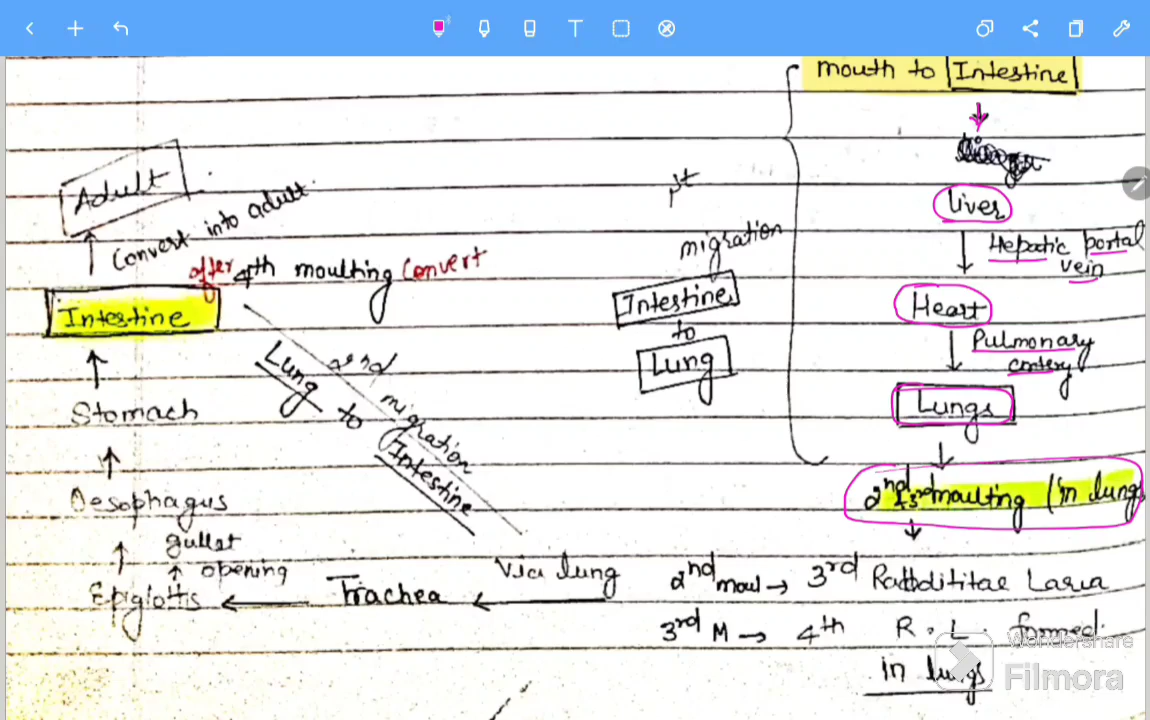 mouth to Intestine
liver
Hepatic portal
vein
Heart
Pulmonary
artery
Lungs
2nd 3rd moulting (in lungs
1st
migration
Intestine
to
Lung
2nd moul → 3rd Rabdititae Larva
3rd M → 4th R. L. formed.
in lungs
Via lung
Trachea
Epiglottis
opening
gullet
Oesophagus
Stomach
Intestine
after 4th moulting Convert
Convert into adult.
Adult
2nd migration
Lung to Intestine
Wondershare
Filmora